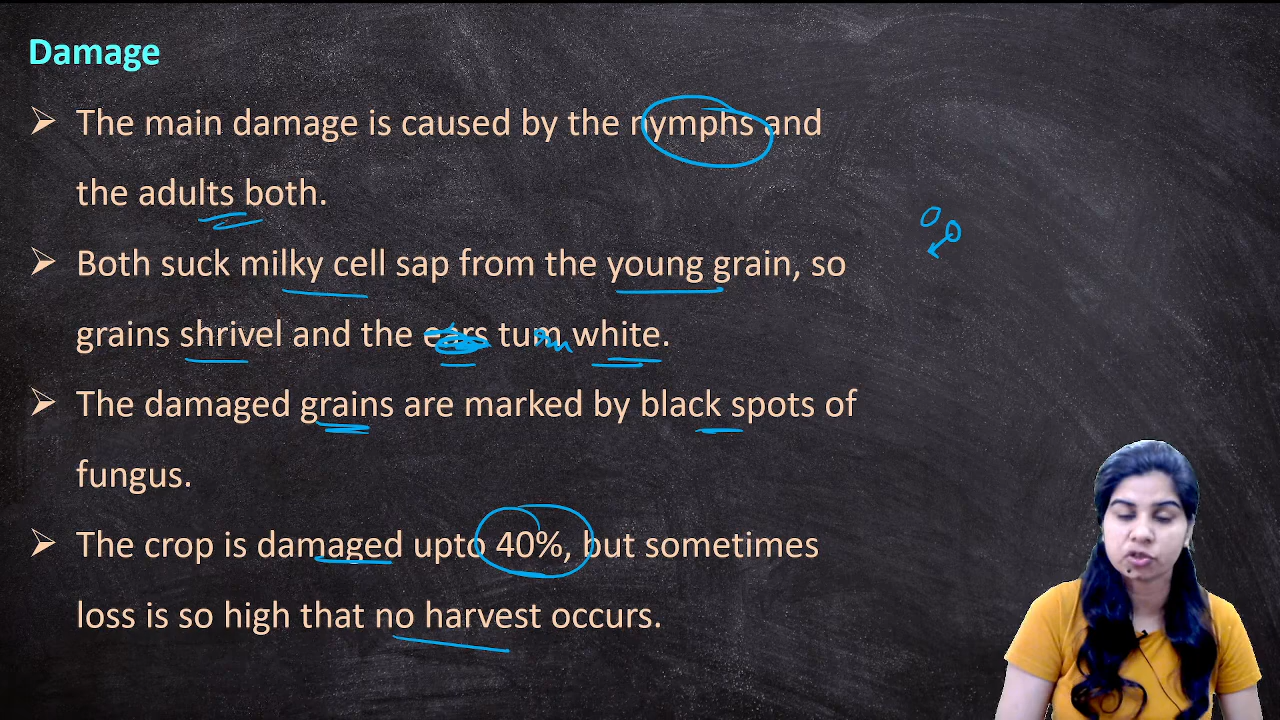 Damage
➤ The main damage is caused by the nymphs and
the adults both.
➤ Both suck milky cell sap from the young grain, so
grains shrivel and the ears tum white.
➤ The damaged grains are marked by black spots of
fungus.
➤ The crop is damaged upto 40%, but sometimes
loss is so high that no harvest occurs.